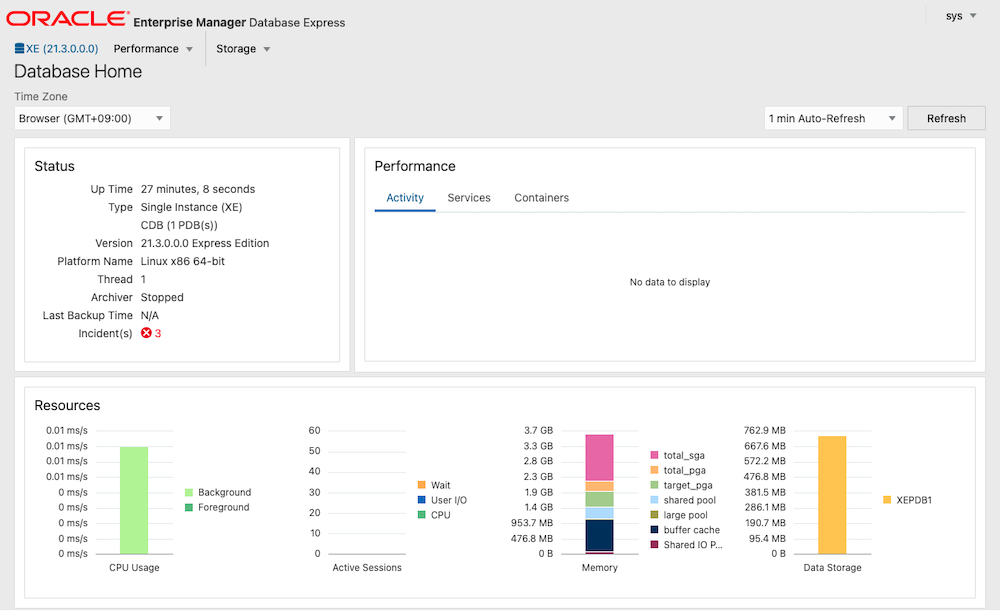 ORACLE Enterprise Manager Database Express
sys
XE (21.3.0.0.0) Performance Storage
Database Home
Time Zone
Browser (GMT+09:00)
1 min Auto-Refresh
Refresh
Status
Up Time 27 minutes, 8 seconds
Type Single Instance (XE)
CDB (1 PDB(s))
Version 21.3.0.0.0 Express Edition
Platform Name Linux x86 64-bit
Thread 1
Archiver Stopped
Last Backup Time N/A
Incident(s) 3
Performance
Activity Services Containers
No data to display
Resources
0.01 ms/s
0.01 ms/s
0.01 ms/s
0.01 ms/s
0 ms/s
0 ms/s
0 ms/s
0 ms/s
0 ms/s
Background
Foreground
CPU Usage
60
50
40
30
20
10
0
Wait
User I/O
CPU
Active Sessions
3.7 GB
3.3 GB
2.8 GB
2.3 GB
1.9 GB
1.4 GB
953.7 MB
476.8 MB
0 B
total_sga
total_pga
target_pga
shared pool
large pool
buffer cache
Shared IO P...
Memory
762.9 MB
667.6 MB
572.2 MB
476.8 MB
381.5 MB
286.1 MB
190.7 MB
95.4 MB
0 B
XEPDB1
Data Storage